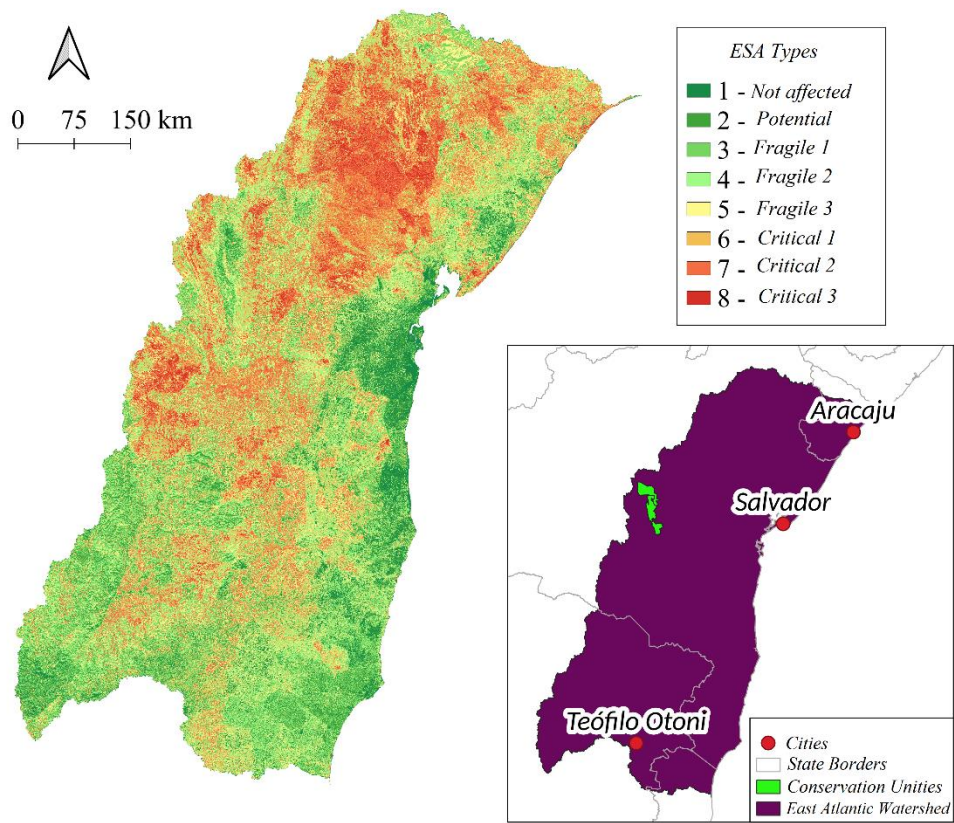 0 75 150 km
ESA Types
1 - Not affected
2 - Potential
3 - Fragile 1
4 - Fragile 2
5 - Fragile 3
6 - Critical 1
7 - Critical 2
8 - Critical 3
Aracaju
Salvador
Teófilo Otoni
Cities
State Borders
Conservation Unities
East Atlantic Watershed